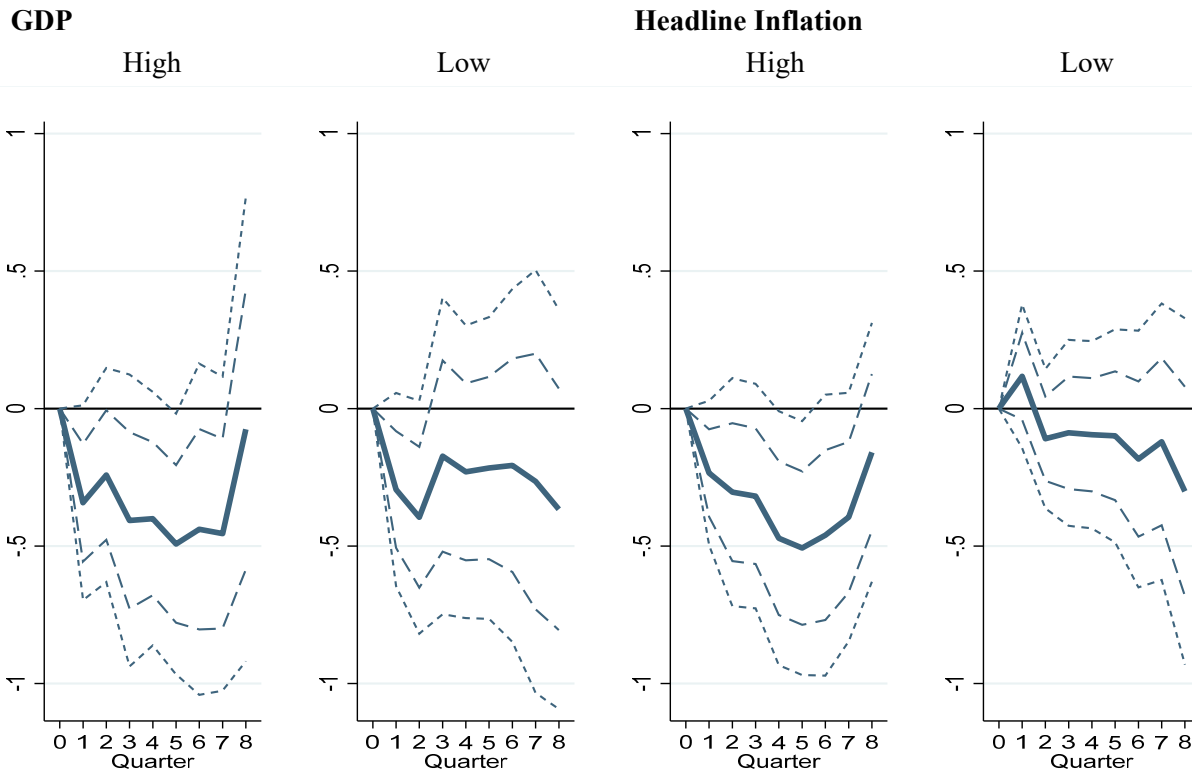 GDP Headline Inflation
High Low High Low
1 1 1 1
.5 .5 .5 .5
0 0 0 0
-.5 -.5 -.5 -.5
-1 -1 -1 -1
0 1 2 3 4 5 6 7 8 0 1 2 3 4 5 6 7 8 0 1 2 3 4 5 6 7 8 0 1 2 3 4 5 6 7 8
Quarter Quarter Quarter Quarter